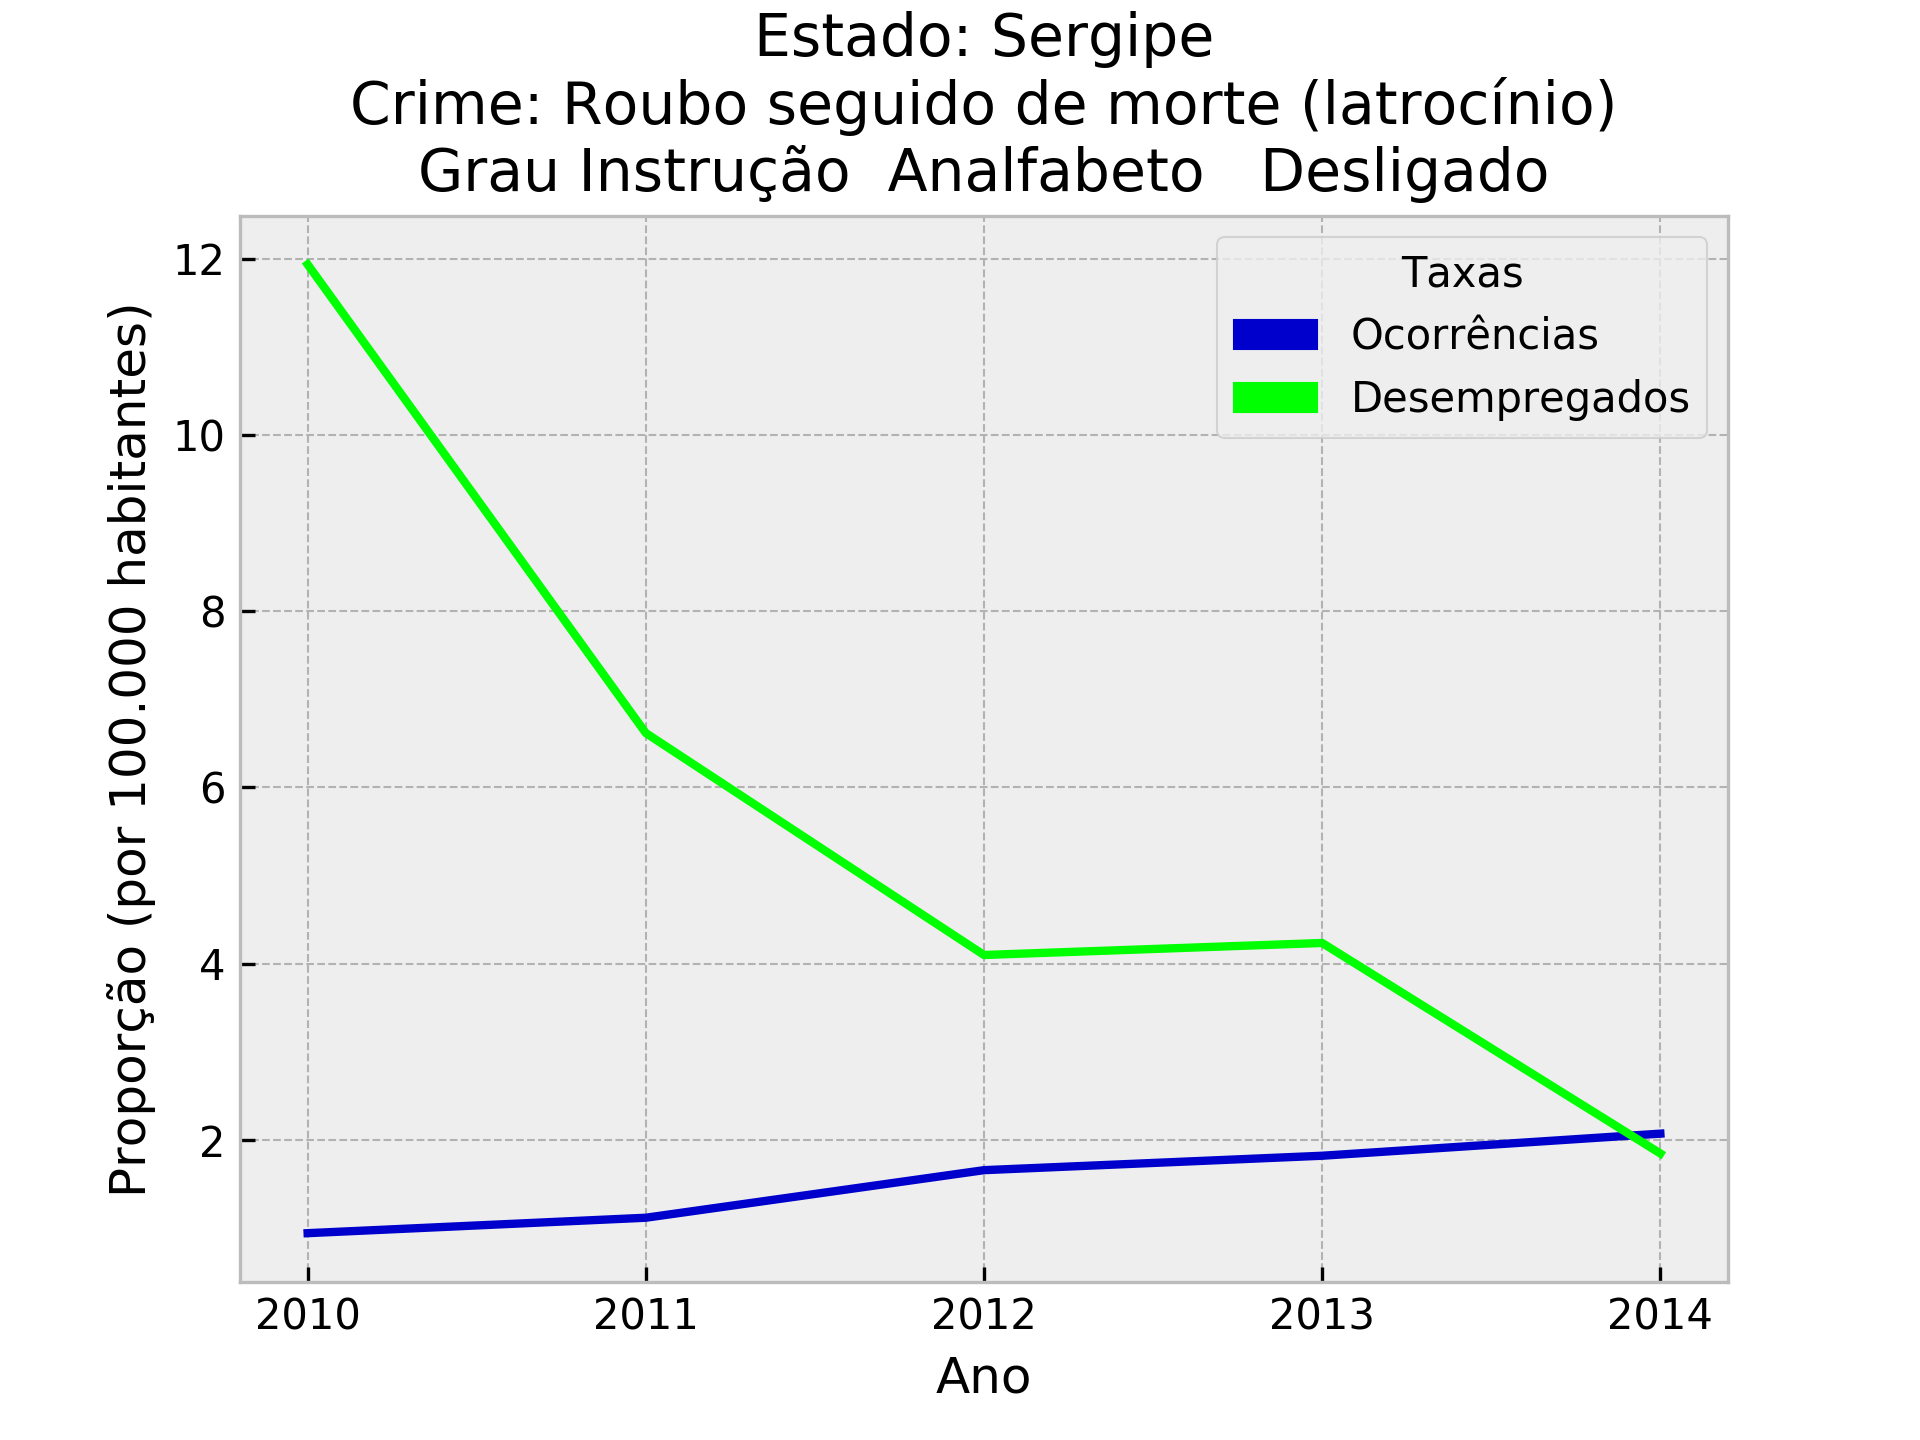 Estado: Sergipe
Crime: Roubo seguido de morte (latrocínio)
Grau Instrução  Analfabeto   Desligado
Taxas
Ocorrências
Desempregados
Proporção (por 100.000 habitantes)
12
10
8
6
4
2
2010 2011 2012 2013 2014
Ano